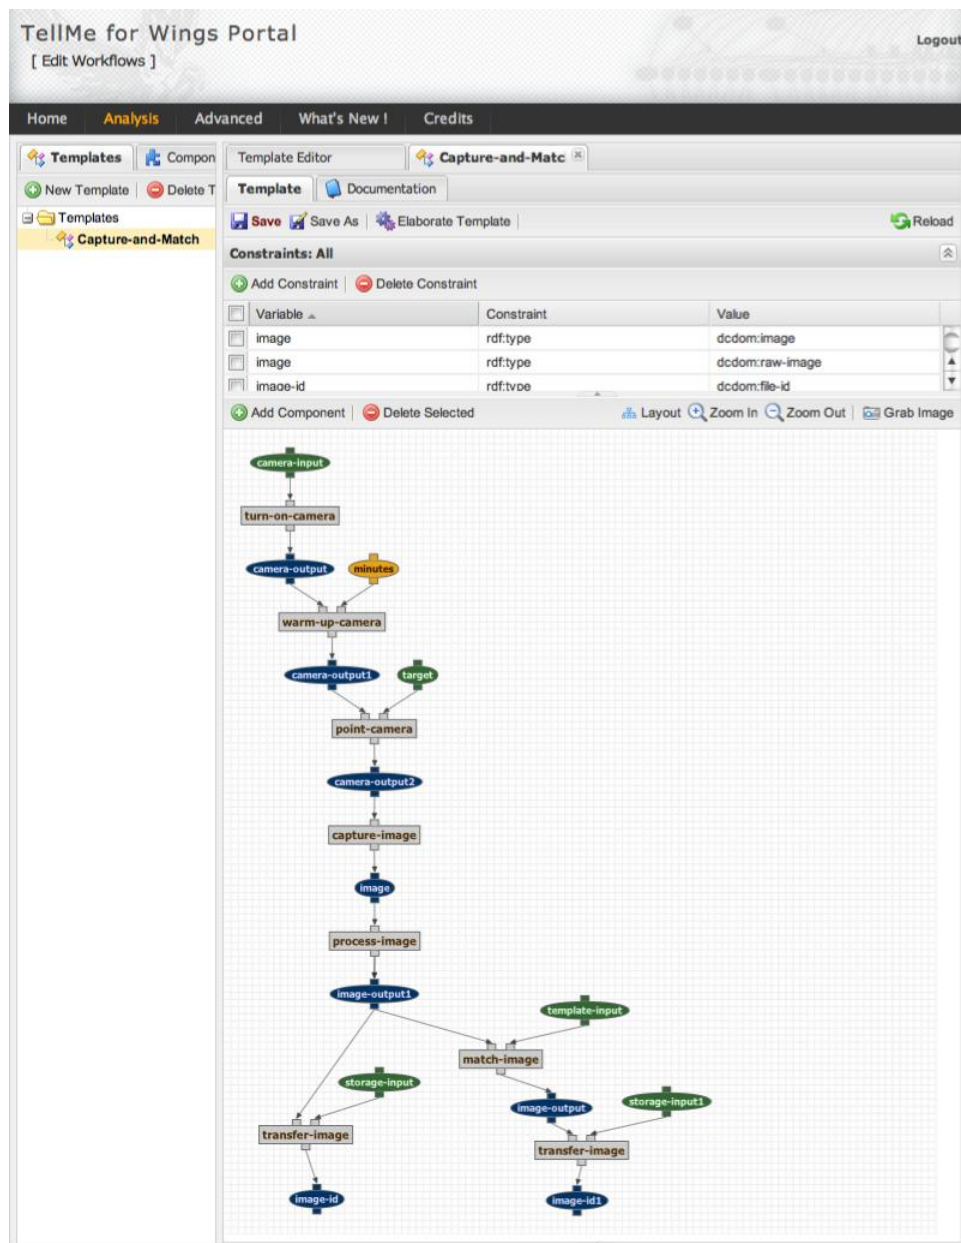 TellMe for Wings Portal
[ Edit Workflows ]
Logout
Home Analysis Advanced What's New ! Credits
Templates Compon
Template Editor Capture-and-Matc
New Template Delete T
Template Documentation
Templates
Save Save As Elaborate Template Reload
Capture-and-Match
Constraints: All
Add Constraint Delete Constraint
Variable Constraint Value
image rdf:type dcdom:image
image rdf:type dcdom:raw-image
image-id rdf:type dcdom:file-id
Add Component Delete Selected Layout Zoom In Zoom Out Grab Image
camera-input
turn-on-camera
camera-output minutes
warm-up-camera
camera-output1 target
point-camera
camera-output2
capture-image
image
process-image
image-output1
template-input
match-image
storage-input
image-output storage-input1
transfer-image
transfer-image
image-id image-id1